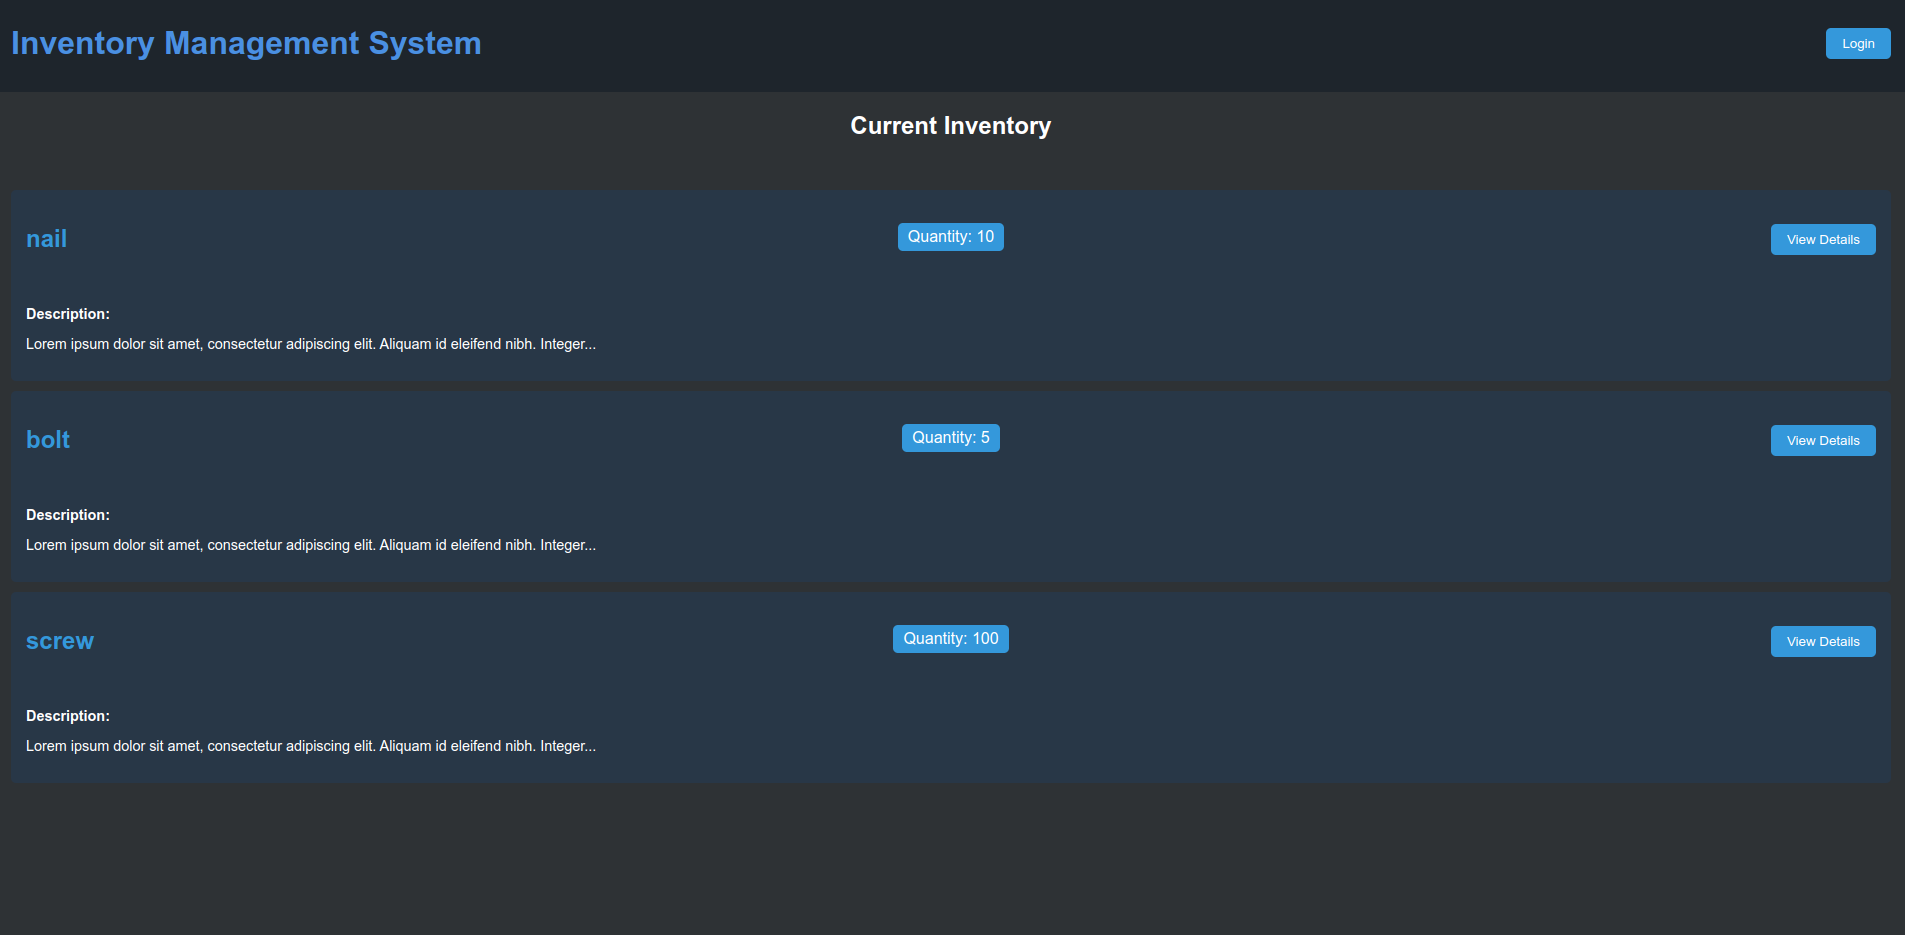 Inventory Management System
Login
Current Inventory
nail
Quantity: 10
View Details
Description:
Lorem ipsum dolor sit amet, consectetur adipiscing elit. Aliquam id eleifend nibh. Integer...
bolt
Quantity: 5
View Details
Description:
Lorem ipsum dolor sit amet, consectetur adipiscing elit. Aliquam id eleifend nibh. Integer...
screw
Quantity: 100
View Details
Description:
Lorem ipsum dolor sit amet, consectetur adipiscing elit. Aliquam id eleifend nibh. Integer...